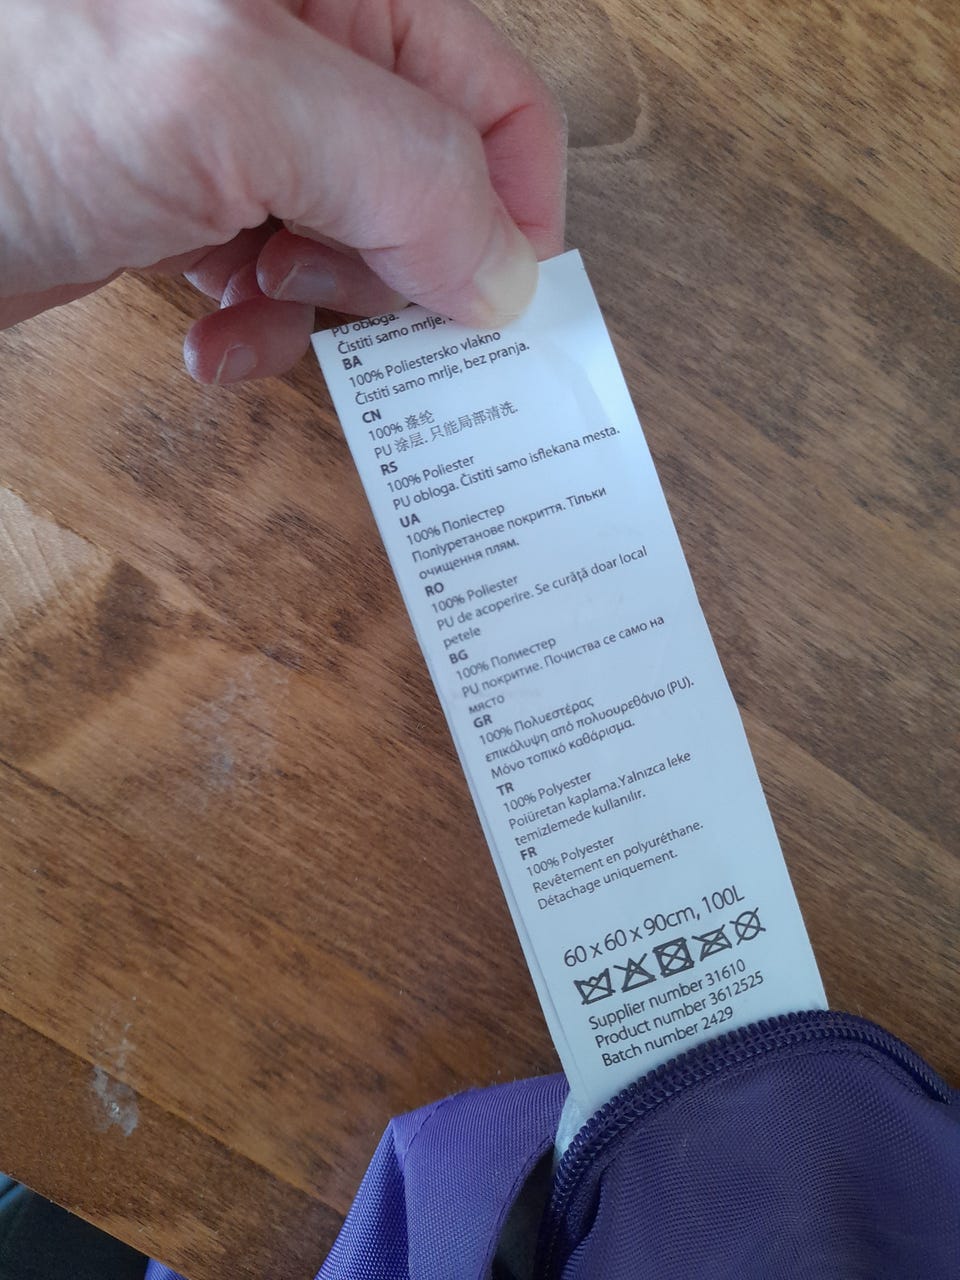 PU obloga.
Čistiti samo mrlje,
BA
100% Poliestersko vlakno
Čistiti samo mrlje, bez pranja.
CN
100% 涤纶
PU 涂层. 只能局部清洗.
RS
100% Poliester
PU obloga. Čistiti samo isflekana mesta.
UA
100% Поліестер
Поліуретанове покриття. Тільки
очищення плям.
RO
100% Poliester
PU de acoperire. Se curăţă doar local
petele
BG
100% Полиестер
PU покритие. Почиства се само на
място
GR
100% Πολυεστέρας
επικάλυψη από πολυουρεθάνιο (PU).
Μόνο τοπικό καθάρισμα.
TR
100% Polyester
Poliüretan kaplama.Yalnızca leke
temizlemede kullanılır.
FR
100% Polyester
Revêtement en polyuréthane.
Détachage uniquement.
60 x 60 x 90cm, 100L
Supplier number 31610
Product number 3612525
Batch number 2429